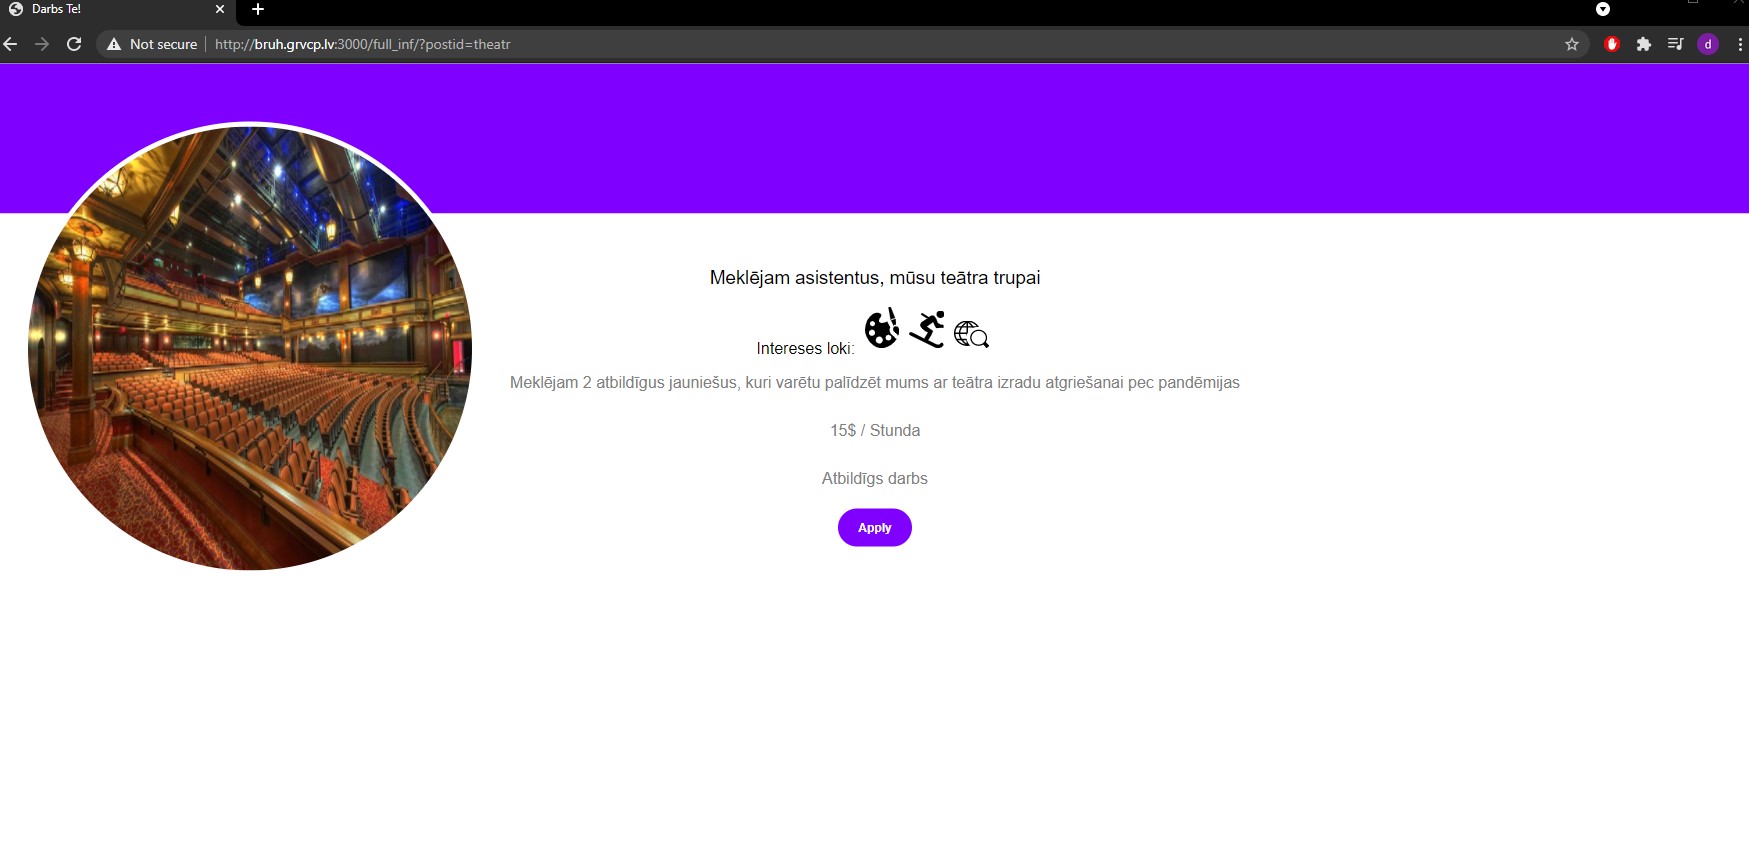 Darbs Te!
Not secure http://bruh.grvcp.lv:3000/full_inf/?postid=theatr
d
Meklējam asistentus, mūsu teātra trupai
Intereses loki:
Meklējam 2 atbildīgus jauniešus, kuri varētu palīdzēt mums ar teātra izradu atgriešanai pec pandēmijas
15$ / Stunda
Atbildīgs darbs
Apply